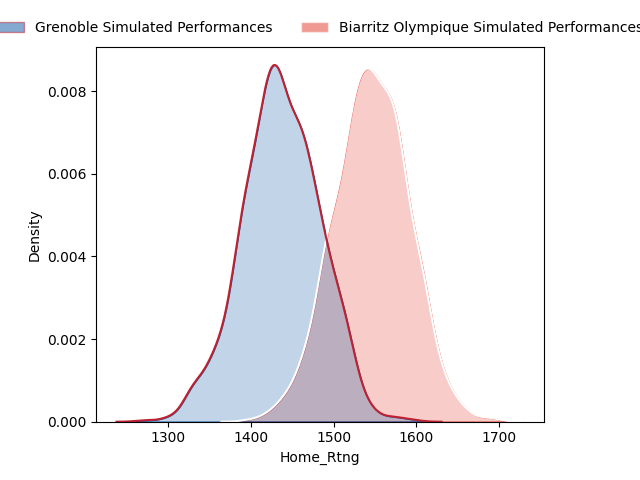 Grenoble Simulated Performances
Biarritz Olympique Simulated Performances
0.008
0.006
0.004
0.002
0.000
Density
1300 1400 1500 1600 1700
Home_Rtng